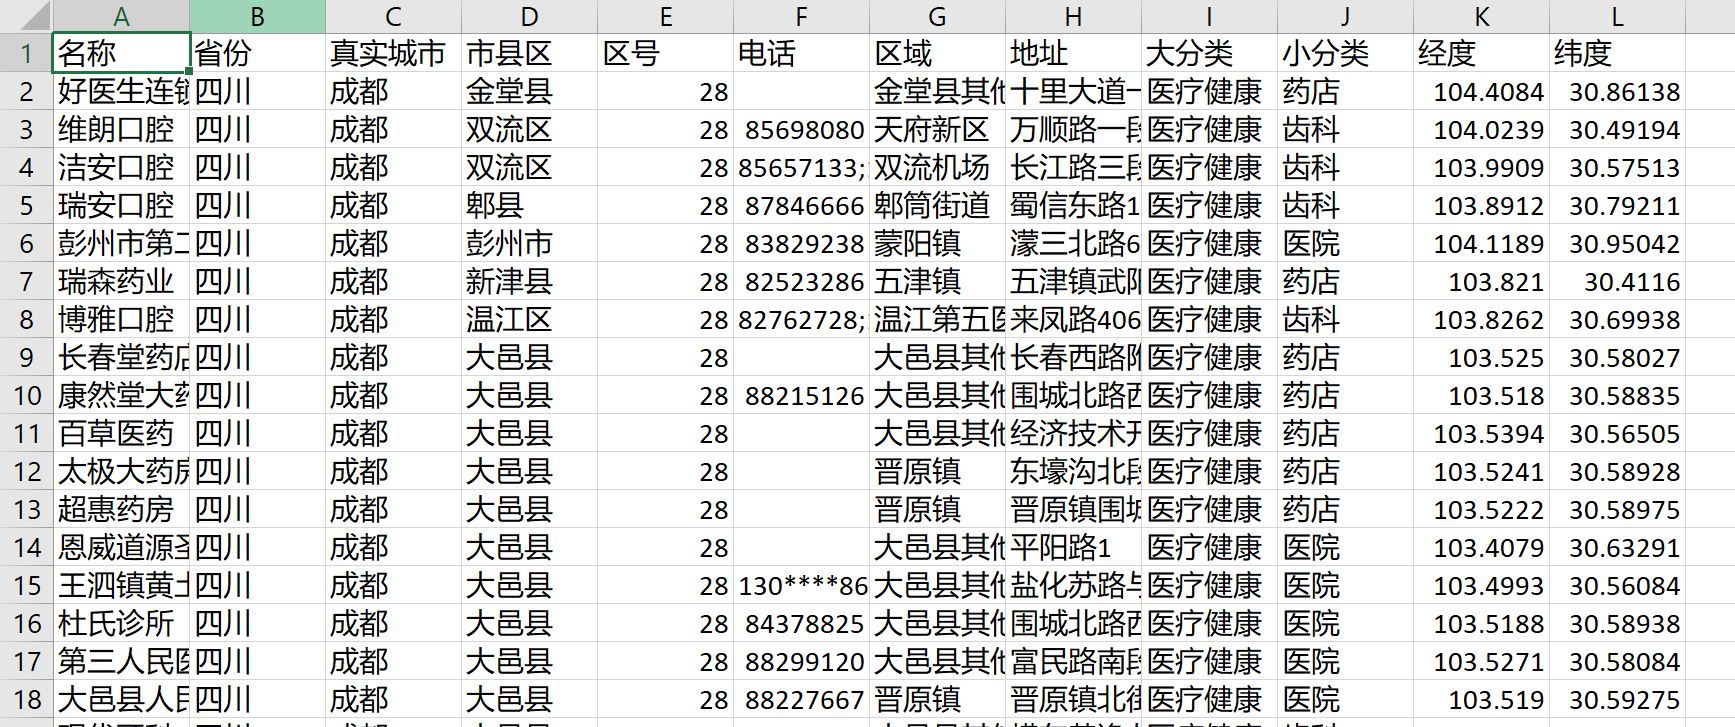 A B C D E F G H I J K L
1 名称 省份 真实城市 市县区 区号 电话 区域 地址 大分类 小分类 经度 纬度
2 好医生连锁 四川 成都 金堂县 28 金堂县其他 十里大道一 医疗健康 药店 104.4084 30.86138
3 维朗口腔 四川 成都 双流区 28 85698080 天府新区 万顺路一段 医疗健康 齿科 104.0239 30.49194
4 洁安口腔 四川 成都 双流区 28 85657133; 双流机场 长江路三段 医疗健康 齿科 103.9909 30.57513
5 瑞安口腔 四川 成都 郫县 28 87846666 郫筒街道 蜀信东路1 医疗健康 齿科 103.8912 30.79211
6 彭州市第二 四川 成都 彭州市 28 83829238 蒙阳镇 濛三北路6 医疗健康 医院 104.1189 30.95042
7 瑞森药业 四川 成都 新津县 28 82523286 五津镇 五津镇武阳 医疗健康 药店 103.821 30.4116
8 博雅口腔 四川 成都 温江区 28 82762728; 温江第五医 来凤路406 医疗健康 齿科 103.8262 30.69938
9 长春堂药店 四川 成都 大邑县 28 大邑县其他 长春西路附 医疗健康 药店 103.525 30.58027
10 康然堂大药 四川 成都 大邑县 28 88215126 大邑县其他 围城北路西 医疗健康 药店 103.518 30.58835
11 百草医药 四川 成都 大邑县 28 大邑县其他 经济技术开 医疗健康 药店 103.5394 30.56505
12 太极大药房 四川 成都 大邑县 28 晋原镇 东壕沟北段 医疗健康 药店 103.5241 30.58928
13 超惠药房 四川 成都 大邑县 28 晋原镇 晋原镇围城 医疗健康 药店 103.5222 30.58975
14 恩威道源圣 四川 成都 大邑县 28 大邑县其他 平阳路1 医疗健康 医院 103.4079 30.63291
15 王泗镇黄土 四川 成都 大邑县 28 130****86 大邑县其他 盐化苏路与 医疗健康 医院 103.4993 30.56084
16 杜氏诊所 四川 成都 大邑县 28 84378825 大邑县其他 围城北路西 医疗健康 医院 103.5188 30.58938
17 第三人民医 四川 成都 大邑县 28 88299120 大邑县其他 富民路南段 医疗健康 医院 103.5271 30.58084
18 大邑县人民 四川 成都 大邑县 28 88227667 晋原镇 晋原镇北街 医疗健康 医院 103.519 30.59275